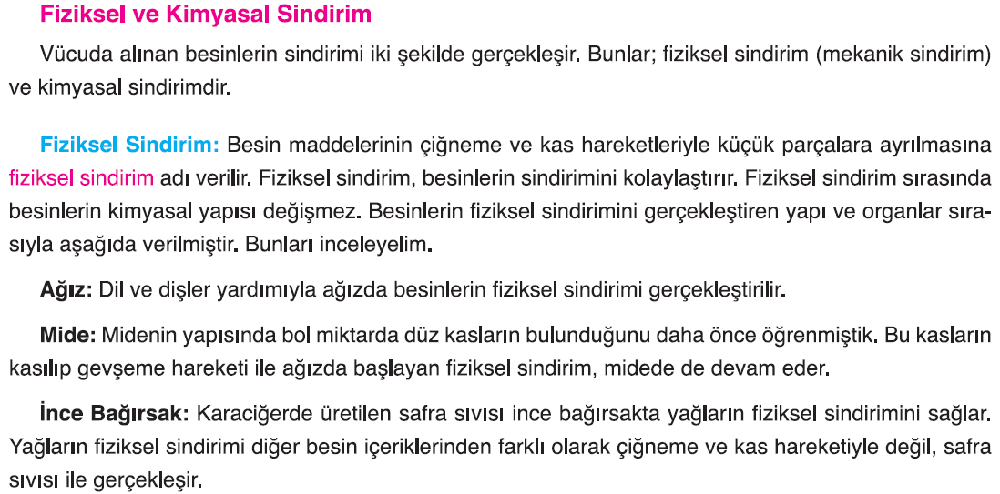 Fiziksel ve Kimyasal Sindirim
Vücuda alınan besinlerin sindirimi iki şekilde gerçekleşir. Bunlar; fiziksel sindirim (mekanik sindirim)
ve kimyasal sindirimdir.
Fiziksel Sindirim: Besin maddelerinin çiğneme ve kas hareketleriyle küçük parçalara ayrılmasına
fiziksel sindirim adı verilir. Fiziksel sindirim, besinlerin sindirimini kolaylaştırır. Fiziksel sindirim sırasında
besinlerin kimyasal yapısı değişmez. Besinlerin fiziksel sindirimini gerçekleştiren yapı ve organlar sıra-
sıyla aşağıda verilmiştir. Bunları inceleyelim.
Ağız: Dil ve dişler yardımıyla ağızda besinlerin fiziksel sindirimi gerçekleştirilir.
Mide: Midenin yapısında bol miktarda düz kasların bulunduğunu daha önce öğrenmiştik. Bu kasların
kasılıp gevşeme hareketi ile ağızda başlayan fiziksel sindirim, midede de devam eder.
İnce Bağırsak: Karaciğerde üretilen safra sıvısı ince bağırsakta yağların fiziksel sindirimini sağlar.
Yağların fiziksel sindirimi diğer besin içeriklerinden farklı olarak çiğneme ve kas hareketiyle değil, safra
sıvısı ile gerçekleşir.